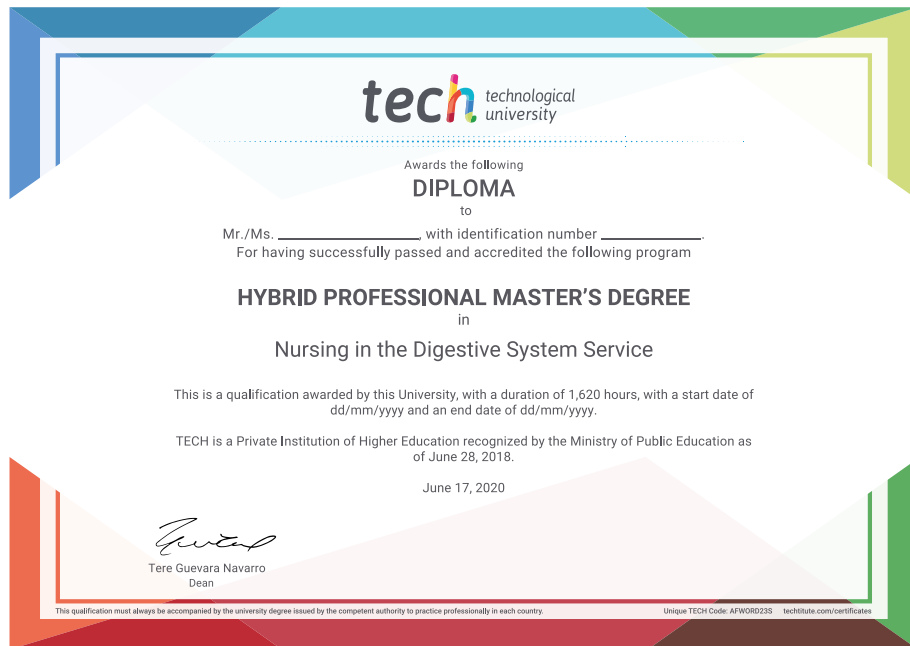 tech technological
university
Awards the following
DIPLOMA
to
Mr./Ms. ____________________, with identification number ______________.
For having successfully passed and accredited the following program
HYBRID PROFESSIONAL MASTER'S DEGREE
in
Nursing in the Digestive System Service
This is a qualification awarded by this University, with a duration of 1,620 hours, with a start date of
dd/mm/yyyy and an end date of dd/mm/yyyy.
TECH is a Private Institution of Higher Education recognized by the Ministry of Public Education as
of June 28, 2018.
June 17, 2020
Tere Guevara Navarro
Dean
This qualification must always be accompanied by the university degree issued by the competent authority to practice professionally in each country. Unique TECH Code: AFWORD23S techtitute.com/certificates